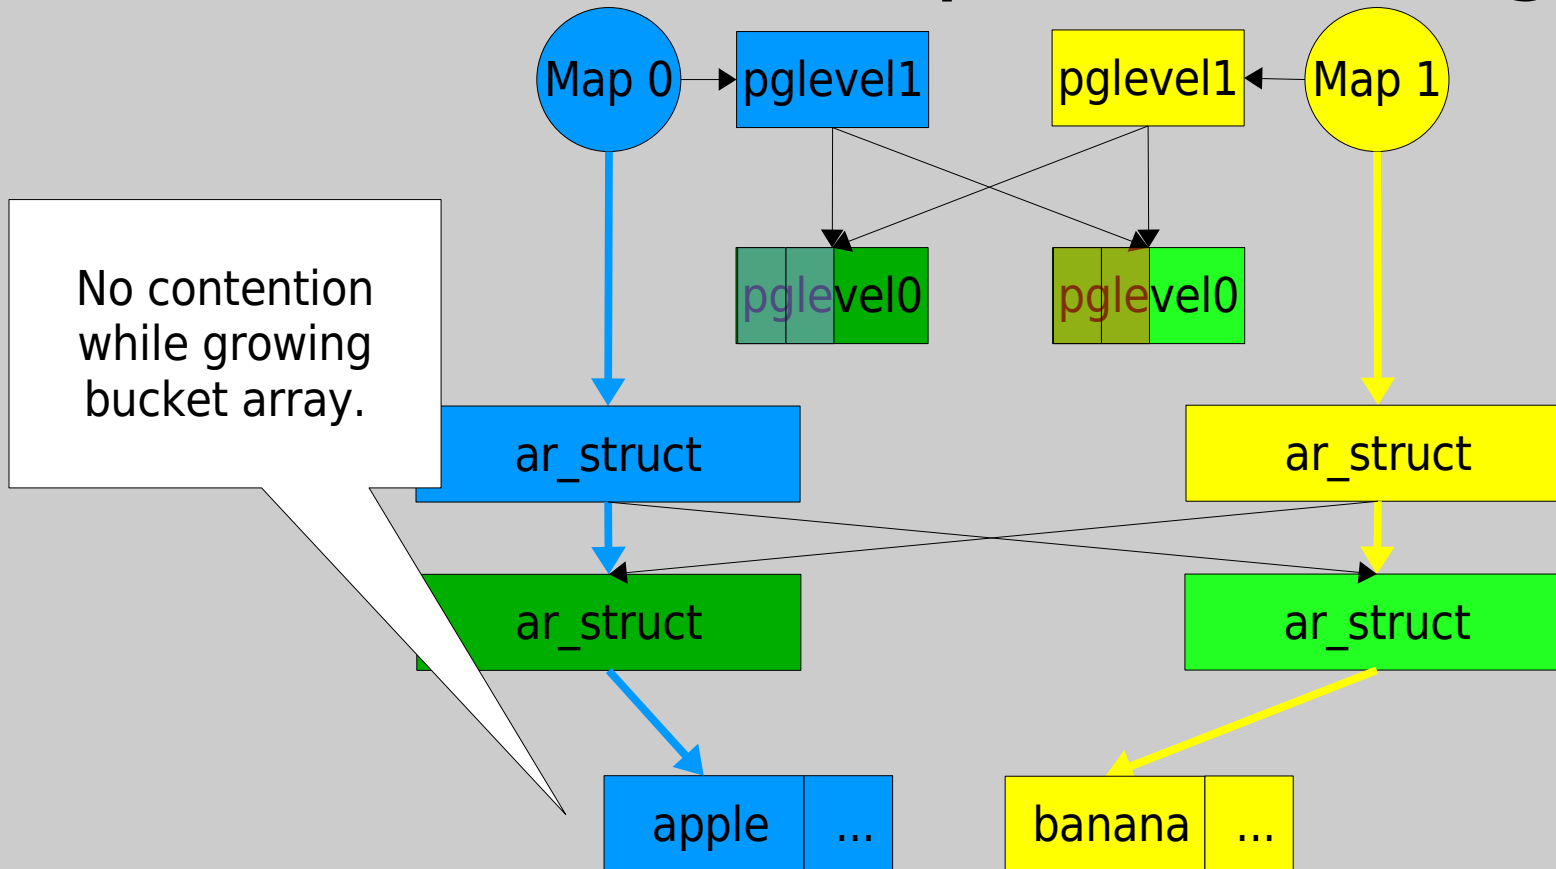 Map 0
pglevel1
pglevel1
Map 1
pglevel0
pglevel0
No contention
while growing
bucket array.
ar_struct
ar_struct
ar_struct
ar_struct
apple
...
banana
...